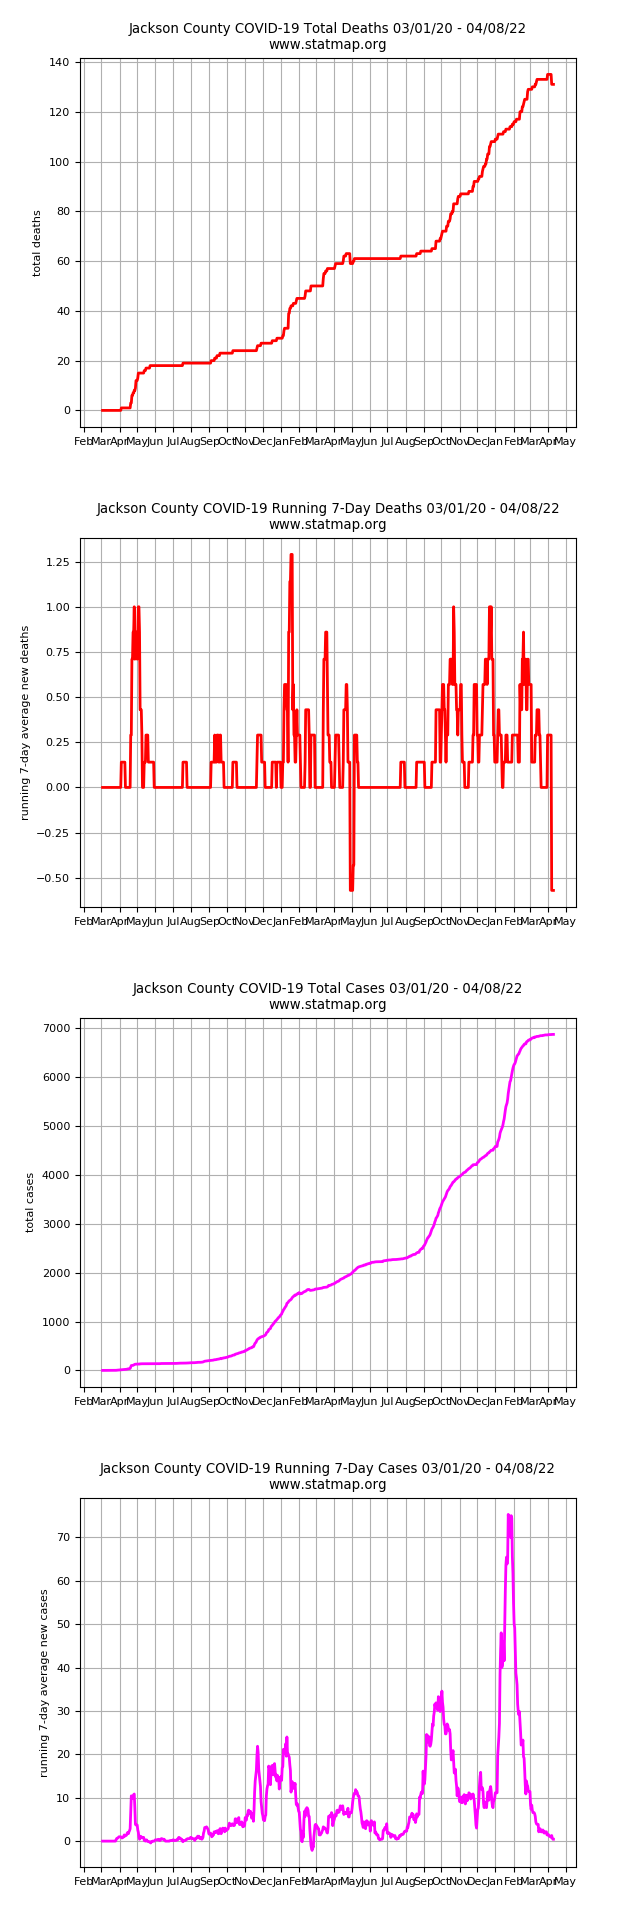 Jackson County COVID-19 Total Deaths 03/01/20 - 04/08/22
www.statmap.org
140
120
100
80
60
40
20
0
total deaths
Feb Mar Apr May Jun Jul Aug Sep Oct Nov Dec Jan Feb Mar Apr May Jun Jul Aug Sep Oct Nov Dec Jan Feb Mar Apr May
Jackson County COVID-19 Running 7-Day Deaths 03/01/20 - 04/08/22
www.statmap.org
1.25
1.00
0.75
0.50
0.25
0.00
−0.25
−0.50
running 7-day average new deaths
Feb Mar Apr May Jun Jul Aug Sep Oct Nov Dec Jan Feb Mar Apr May Jun Jul Aug Sep Oct Nov Dec Jan Feb Mar Apr May
Jackson County COVID-19 Total Cases 03/01/20 - 04/08/22
www.statmap.org
7000
6000
5000
4000
3000
2000
1000
0
total cases
Feb Mar Apr May Jun Jul Aug Sep Oct Nov Dec Jan Feb Mar Apr May Jun Jul Aug Sep Oct Nov Dec Jan Feb Mar Apr May
Jackson County COVID-19 Running 7-Day Cases 03/01/20 - 04/08/22
www.statmap.org
70
60
50
40
30
20
10
0
running 7-day average new cases
Feb Mar Apr May Jun Jul Aug Sep Oct Nov Dec Jan Feb Mar Apr May Jun Jul Aug Sep Oct Nov Dec Jan Feb Mar Apr May